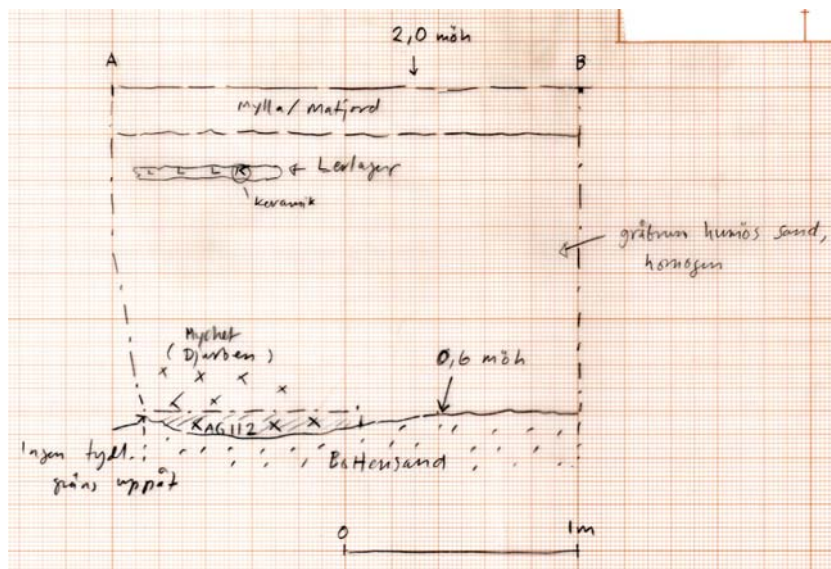 2,0 möh
A
B
Mylla/Matjord
L L L K
Lerlager
keramik
gråbrun humös sand,
homogen
Mycket
(Djurben)
0,6 möh
AG112
Ingen tydl.
gräns uppåt
Bottensand
0
1m